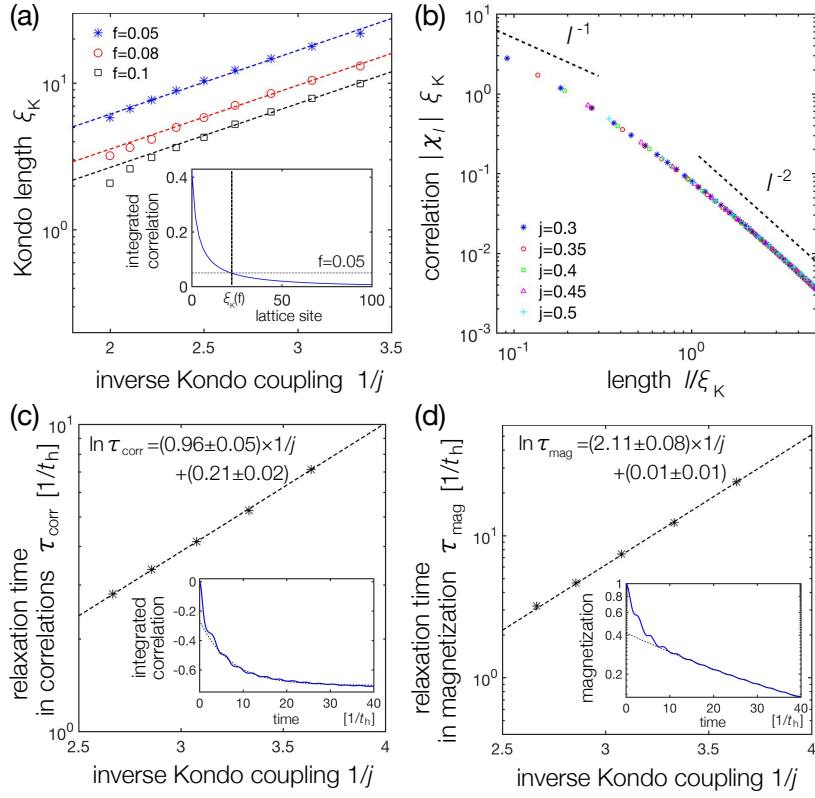 (a)
f=0.05
f=0.08
f=0.1
Kondo length ξK
10^1
10^0
2
2.5
3
3.5
inverse Kondo coupling 1/j
integrated
correlation
0.4
0.2
0
f=0.05
0
ξK(f)
50
100
lattice site
(b)
l^-1
l^-2
correlation |χl| ξK
10^1
10^0
10^-1
10^-2
10^-3
j=0.3
j=0.35
j=0.4
j=0.45
j=0.5
10^-1
10^0
length l/ξK
(c)
ln τcorr=(0.96±0.05)×1/j
+(0.21±0.02)
relaxation time
in correlations τcorr [1/th]
10^1
10^0
2.5
3
3.5
4
inverse Kondo coupling 1/j
integrated
correlation
0
-0.2
-0.4
-0.6
0
10
20
30
40
time [1/th]
(d)
ln τmag=(2.11±0.08)×1/j
+(0.01±0.01)
relaxation time
in magnetization τmag [1/th]
10^1
10^0
2.5
3
3.5
4
inverse Kondo coupling 1/j
magnetization
1
0.8
0.6
0.4
0.2
0
10
20
30
40
time [1/th]